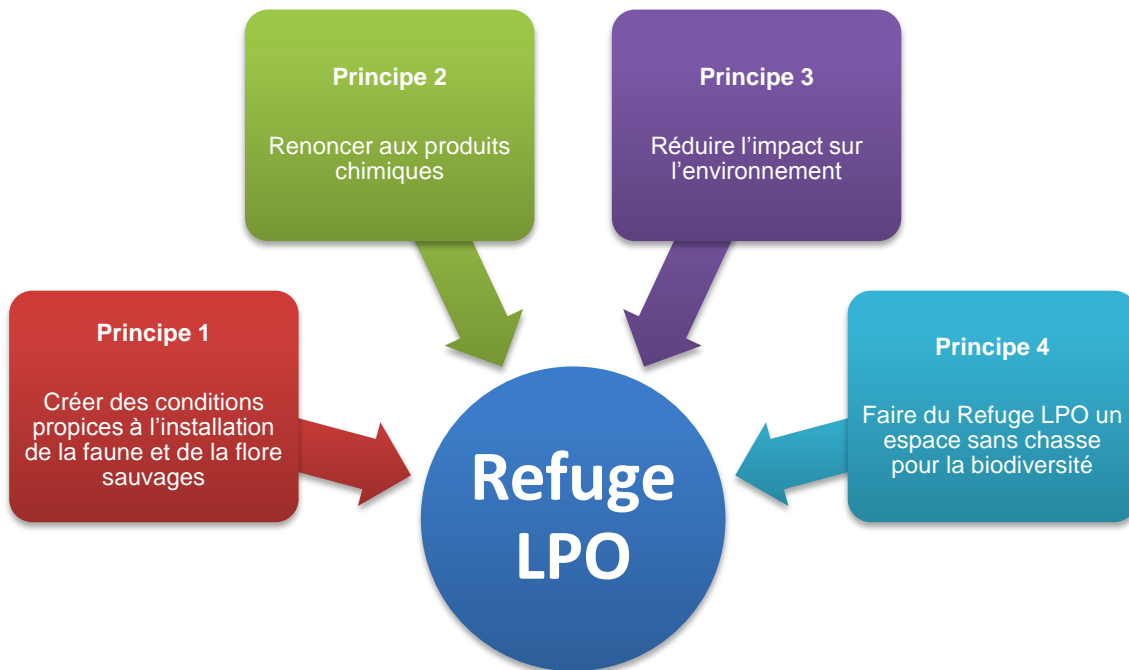 Principe 1
Créer des conditions
propices à l’installation
de la faune et de la flore
sauvages
Principe 2
Renoncer aux produits
chimiques
Principe 3
Réduire l’impact sur
l’environnement
Principe 4
Faire du Refuge LPO un
espace sans chasse
pour la biodiversité
Refuge
LPO